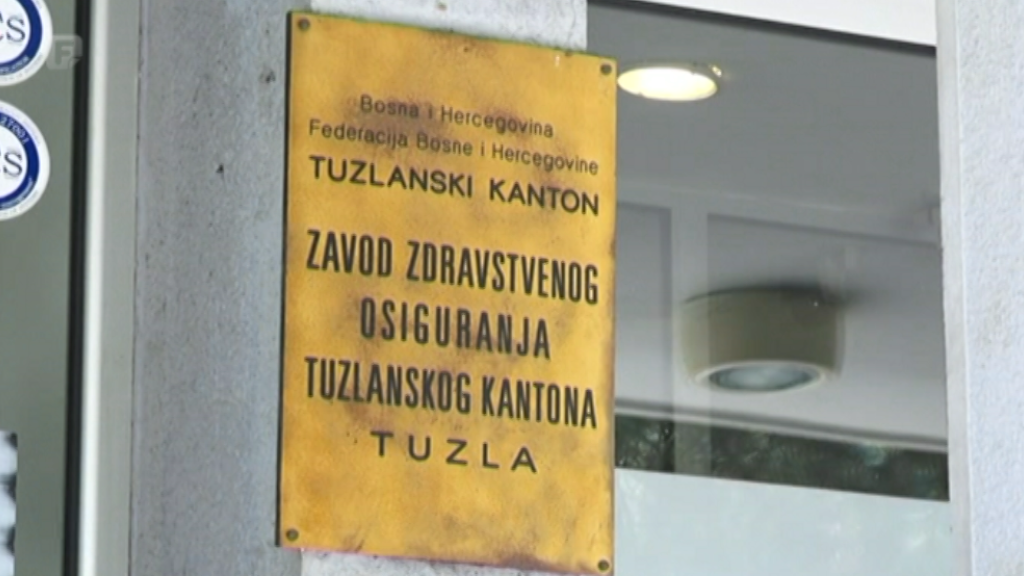 Bosna i Hercegovina
Federacija Bosne i Hercegovine
TUZLANSKI KANTON
ZAVOD ZDRAVSTVENOG
OSIGURANJA
TUZLANSKOG KANTONA
TUZLA